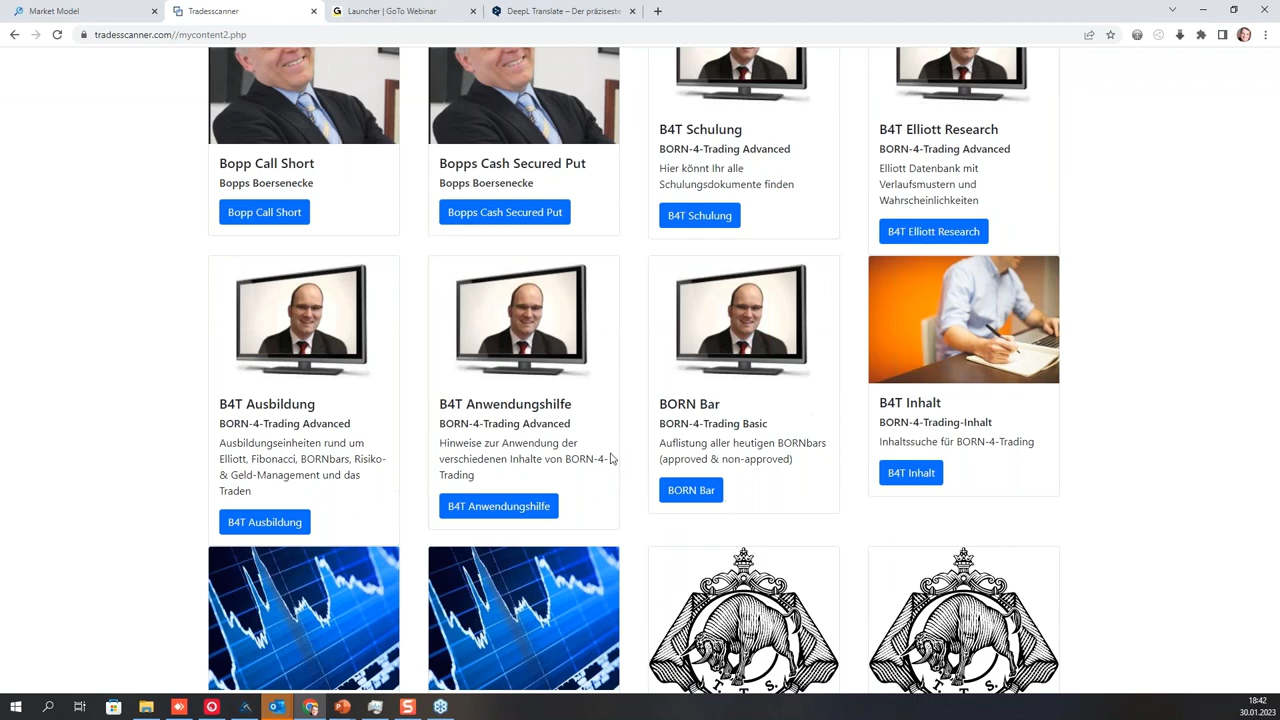 Market Model
Tradesscanner
Launcher | GoTo Webinar
DeepL Translate – Der präziseste
tradesscanner.com//mycontent2.php
Bopp Call Short
Bopps Boersenecke
Bopp Call Short
Bopps Cash Secured Put
Bopps Boersenecke
Bopps Cash Secured Put
B4T Schulung
BORN-4-Trading Advanced
Hier könnt Ihr alle
Schulungsdokumente finden
B4T Schulung
B4T Elliott Research
BORN-4-Trading Advanced
Elliott Datenbank mit
Verlaufsmustern und
Wahrscheinlichkeiten
B4T Elliott Research
B4T Ausbildung
BORN-4-Trading Advanced
Ausbildungseinheiten rund um
Elliott, Fibonacci, BORNbars, Risiko-
& Geld-Management und das
Traden
B4T Ausbildung
B4T Anwendungshilfe
BORN-4-Trading Advanced
Hinweise zur Anwendung der
verschiedenen Inhalte von BORN-4-
Trading
B4T Anwendungshilfe
BORN Bar
BORN-4-Trading Basic
Auflistung aller heutigen BORNbars
(approved & non-approved)
BORN Bar
B4T Inhalt
BORN-4-Trading-Inhalt
Inhaltssuche für BORN-4-Trading
B4T Inhalt
T. T. S.
T. T. S.
18:42
30.01.2023